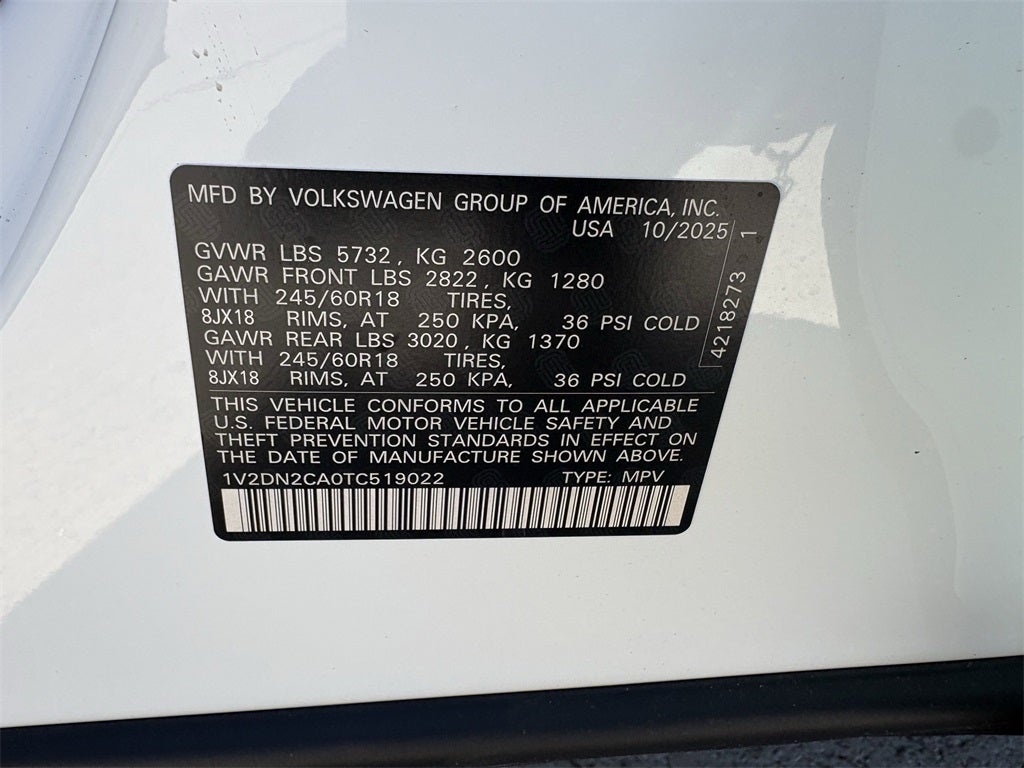 MFD BY VOLKSWAGEN GROUP OF AMERICA, INC.
USA 10/2025
GVWR LBS 5732, KG 2600
GAWR FRONT LBS 2822, KG 1280
WITH 245/60R18 TIRES,
8JX18 RIMS, AT 250 KPA, 36 PSI COLD
GAWR REAR LBS 3020, KG 1370
WITH 245/60R18 TIRES,
8JX18 RIMS, AT 250 KPA, 36 PSI COLD
42182731
THIS VEHICLE CONFORMS TO ALL APPLICABLE
U.S. FEDERAL MOTOR VEHICLE SAFETY AND
THEFT PREVENTION STANDARDS IN EFFECT ON
THE DATE OF MANUFACTURE SHOWN ABOVE.
1V2DN2CA0TC519022 TYPE: MPV